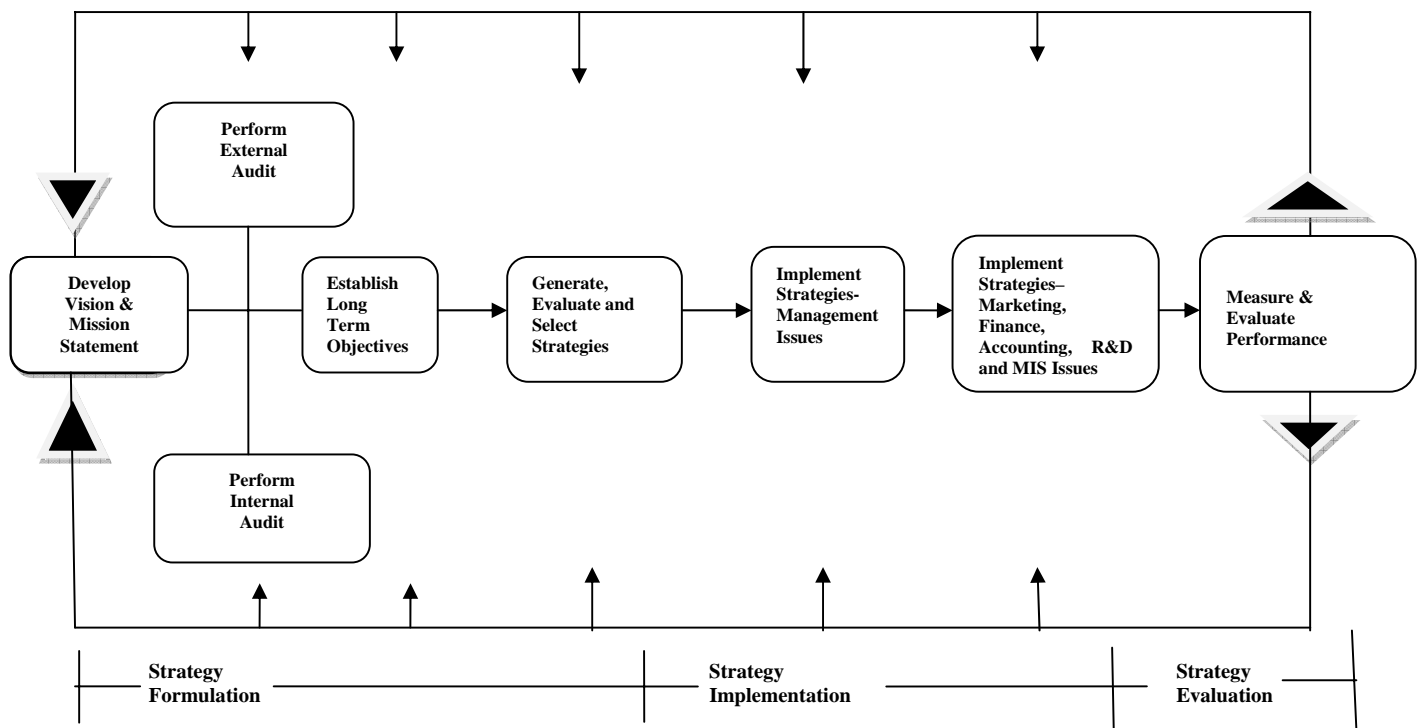 Perform
External
Audit
Develop
Vision &
Mission
Statement
Establish
Long
Term
Objectives
Generate,
Evaluate and
Select
Strategies
Implement
Strategies-
Management
Issues
Implement
Strategies–
Marketing,
Finance,
Accounting, R&D
and MIS Issues
Measure &
Evaluate
Performance
Perform
Internal
Audit
Strategy
Formulation
Strategy
Implementation
Strategy
Evaluation